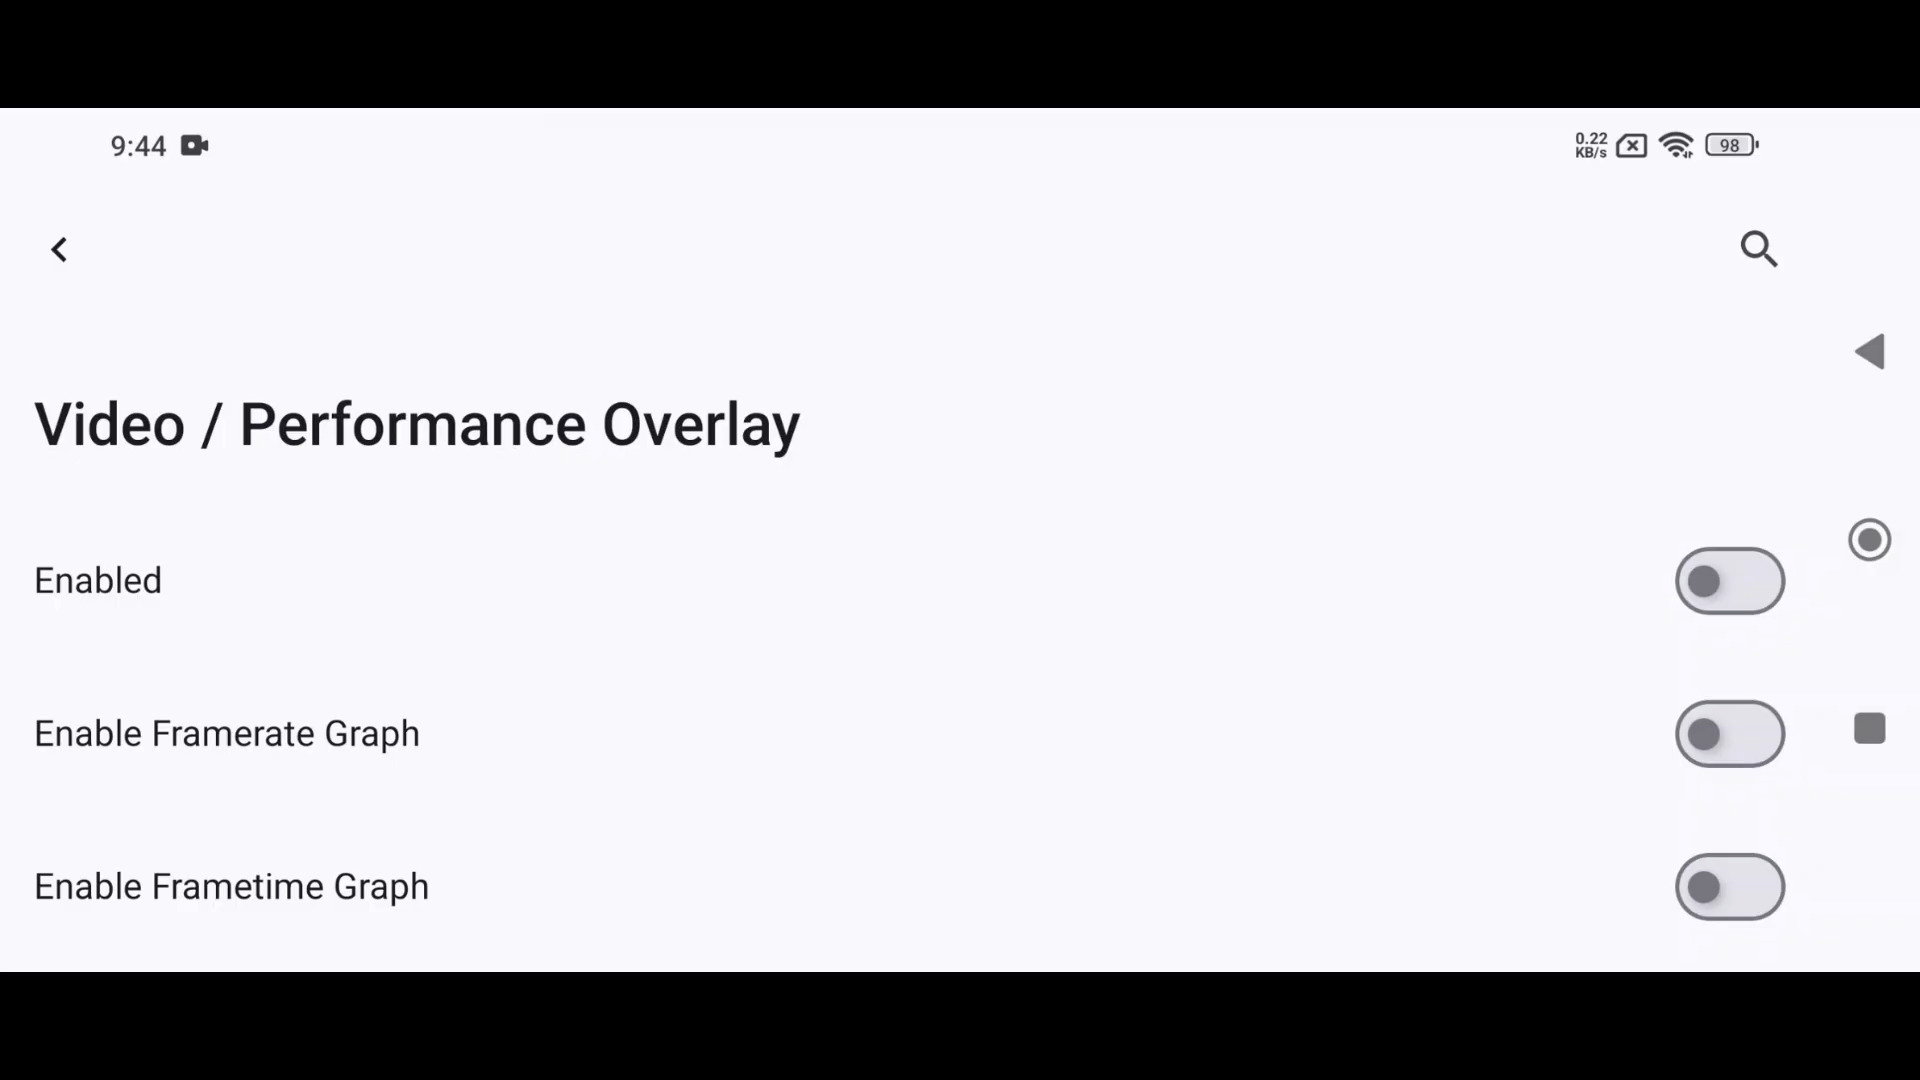 9:44
0.22
KB/s
98
Video / Performance Overlay
Enabled
Enable Framerate Graph
Enable Frametime Graph